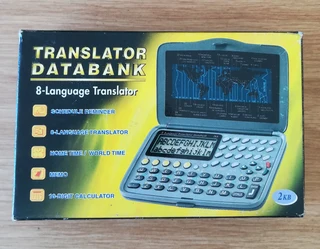 TRANSLATOR
DATABANK
8-Language Translator
SCHEDULE REMINDER
8-LANGUAGE TRANSLATOR
HOME TIME / WORLD TIME
MEMO
10-DIGIT CALCULATOR
2KB